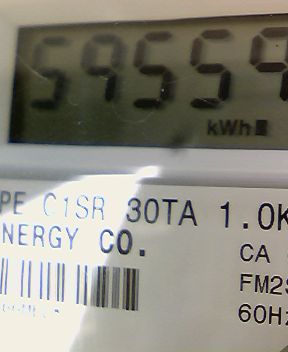 59559
kWh
PE C1SR 30TA 1.0K
NERGY CO.
CA
FM2S
60Hz